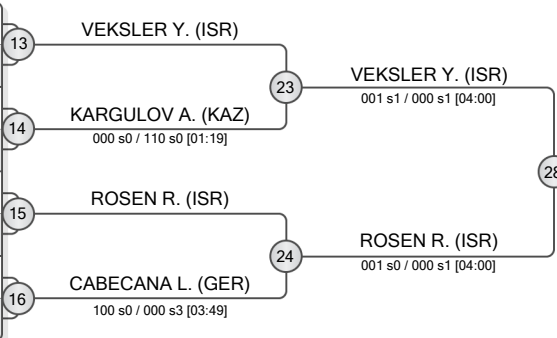 VEKSLER Y. (ISR)
13
23
VEKSLER Y. (ISR)
001 s1 / 000 s1 [04:00]
KARGULOV A. (KAZ)
14
000 s0 / 110 s0 [01:19]
28
ROSEN R. (ISR)
15
24
ROSEN R. (ISR)
001 s0 / 000 s1 [04:00]
CABECANA L. (GER)
16
100 s0 / 000 s3 [03:49]